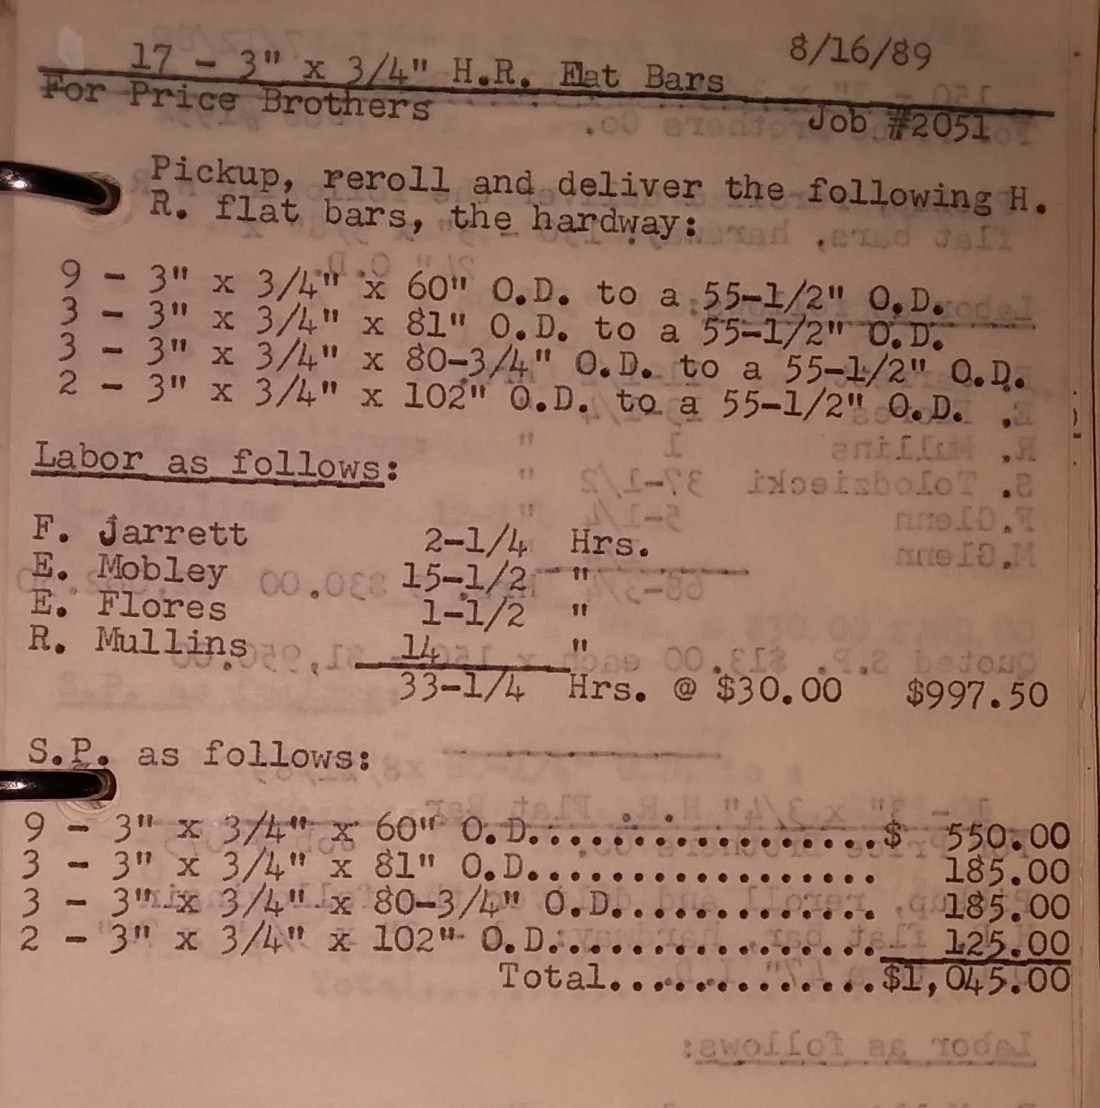 8/16/89
17 - 3" x 3/4" H.R. Flat Bars
For Price Brothers Job #2051
Pickup, reroll and deliver the following H.
R. flat bars, the hardway:
9 - 3" x 3/4" x 60" O.D. to a 55-1/2" O.D.
3 - 3" x 3/4" x 81" O.D. to a 55-1/2" O.D.
3 - 3" x 3/4" x 80-3/4" O.D. to a 55-1/2" O.D.
2 - 3" x 3/4" x 102" O.D. to a 55-1/2" O.D.
Labor as follows:
F. Jarrett 2-1/4 Hrs.
E. Mobley 15-1/2 "
E. Flores 1-1/2 "
R. Mullins 14 "
33-1/4 Hrs. @ $30.00 $997.50
S.P. as follows:
9 - 3" x 3/4" x 60" O.D..................$ 550.00
3 - 3" x 3/4" x 81" O.D.................. 185.00
3 - 3" x 3/4" x 80-3/4" O.D.............. 185.00
2 - 3" x 3/4" x 102" O.D................. 125.00
Total..............$1,045.00